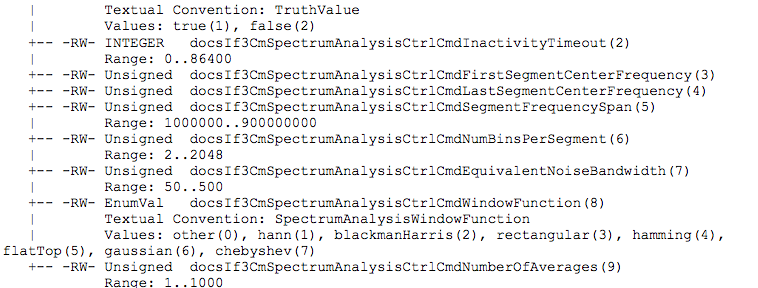 |        Textual Convention: TruthValue
|        Values: true(1), false(2)
+-- -RW- INTEGER   docsIf3CmSpectrumAnalysisCtrlCmdInactivityTimeout(2)
|        Range: 0..86400
+-- -RW- Unsigned  docsIf3CmSpectrumAnalysisCtrlCmdFirstSegmentCenterFrequency(3)
+-- -RW- Unsigned  docsIf3CmSpectrumAnalysisCtrlCmdLastSegmentCenterFrequency(4)
+-- -RW- Unsigned  docsIf3CmSpectrumAnalysisCtrlCmdSegmentFrequencySpan(5)
|        Range: 1000000..900000000
+-- -RW- Unsigned  docsIf3CmSpectrumAnalysisCtrlCmdNumBinsPerSegment(6)
|        Range: 2..2048
+-- -RW- Unsigned  docsIf3CmSpectrumAnalysisCtrlCmdEquivalentNoiseBandwidth(7)
|        Range: 50..500
+-- -RW- EnumVal   docsIf3CmSpectrumAnalysisCtrlCmdWindowFunction(8)
|        Textual Convention: SpectrumAnalysisWindowFunction
|        Values: other(0), hann(1), blackmanHarris(2), rectangular(3), hamming(4),
flatTop(5), gaussian(6), chebyshev(7)
+-- -RW- Unsigned  docsIf3CmSpectrumAnalysisCtrlCmdNumberOfAverages(9)
         Range: 1..1000